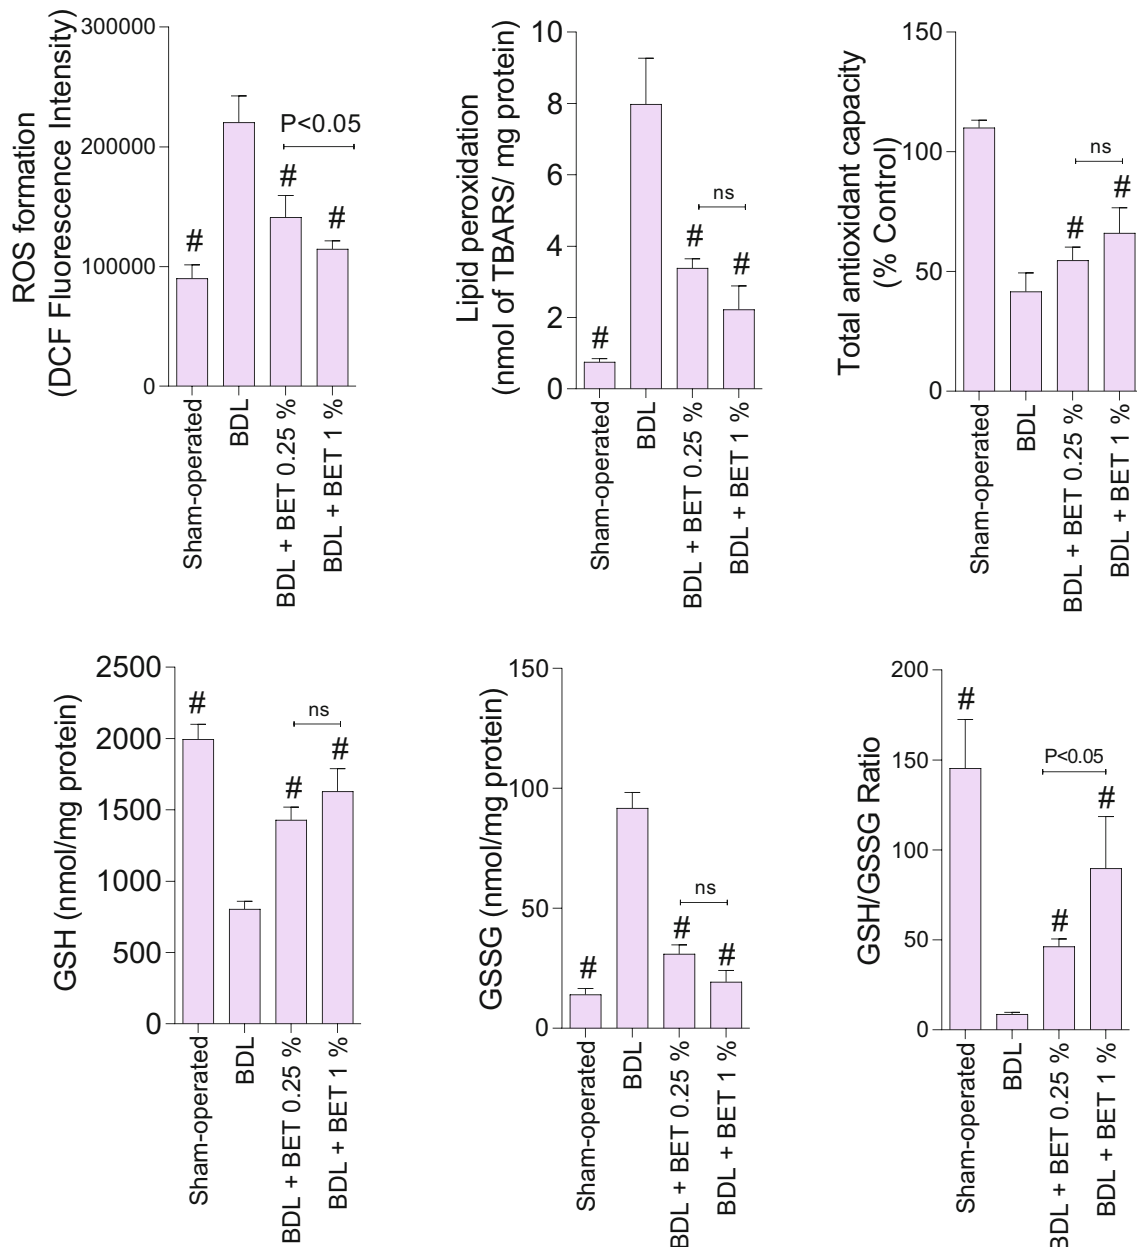 ROS formation
(DCF Fluorescence Intensity)
300000
200000
100000
0
P<0.05
#
#
#
Sham-operated
BDL
BDL + BET 0.25 %
BDL + BET 1 %
Lipid peroxidation
(nmol of TBARS/ mg protein)
10
8
6
4
2
0
ns
#
#
#
Sham-operated
BDL
BDL + BET 0.25 %
BDL + BET 1 %
Total antioxidant capacity
(% Control)
150
100
50
0
ns
#
#
Sham-operated
BDL
BDL + BET 0.25 %
BDL + BET 1 %
GSH (nmol/mg protein)
2500
2000
1500
1000
500
0
#
ns
#
#
Sham-operated
BDL
BDL + BET 0.25 %
BDL + BET 1 %
GSSG (nmol/mg protein)
150
100
50
0
ns
#
#
#
Sham-operated
BDL
BDL + BET 0.25 %
BDL + BET 1 %
GSH/GSSG Ratio
200
150
100
50
0
#
P<0.05
#
#
Sham-operated
BDL
BDL + BET 0.25 %
BDL + BET 1 %